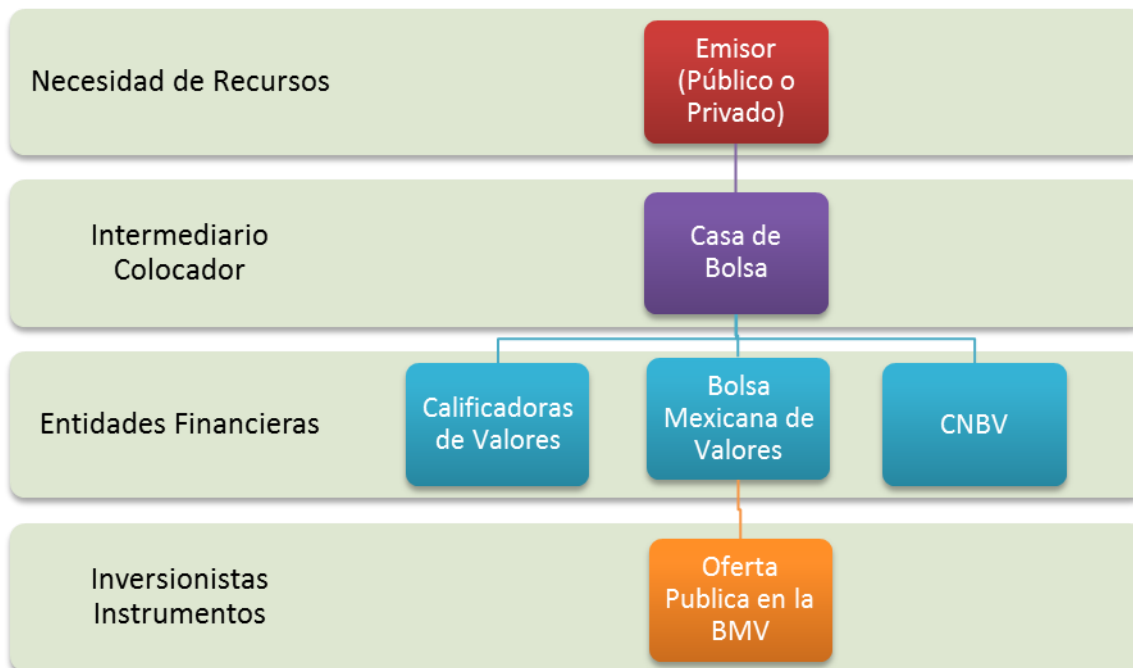 Necesidad de Recursos
Emisor
(Público o
Privado)
Intermediario
Colocador
Casa de
Bolsa
Entidades Financieras
Calificadoras
de Valores
Bolsa
Mexicana de
Valores
CNBV
Inversionistas
Instrumentos
Oferta
Publica en la
BMV